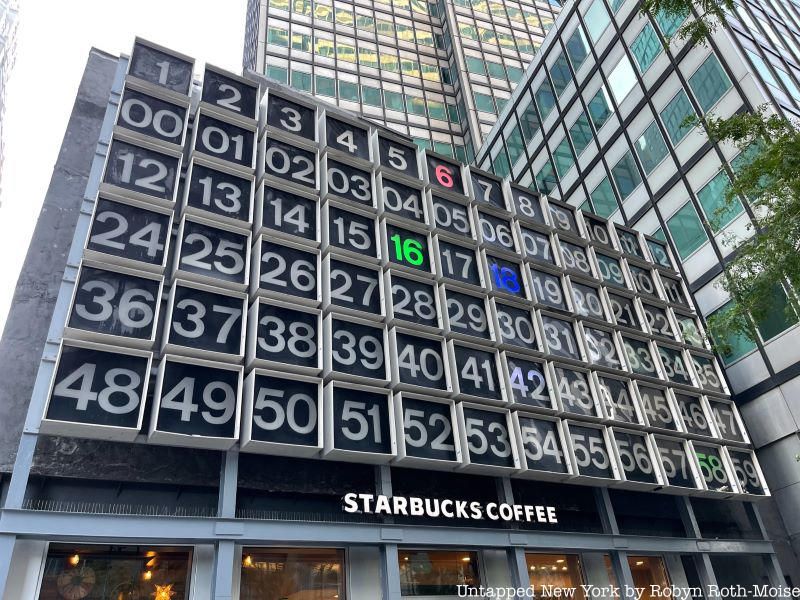 1 2 3 4 5 6 7 8 9 10 11 12
00 01 02 03 04 05 06 07 08 09 10 11
12 13 14 15 16 17 18 19 20 21 22 23
24 25 26 27 28 29 30 31 32 33 34 35
36 37 38 39 40 41 42 43 44 45 46 47
48 49 50 51 52 53 54 55 56 57 58 59
STARBUCKS COFFEE
Untapped New York by Robyn Roth-Moise